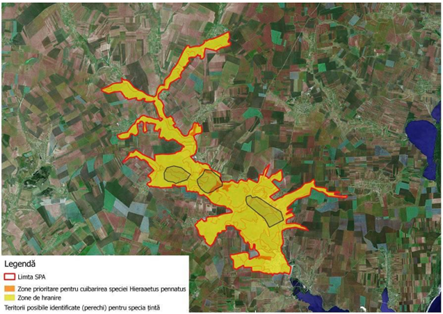 Legendă
Limta SPA
Zone prioritare pentru cuibarirea speciei Hieraaetus pennatus
Zone de hranire
Teritorii posibile identificate (perechi) pentru specia țintă